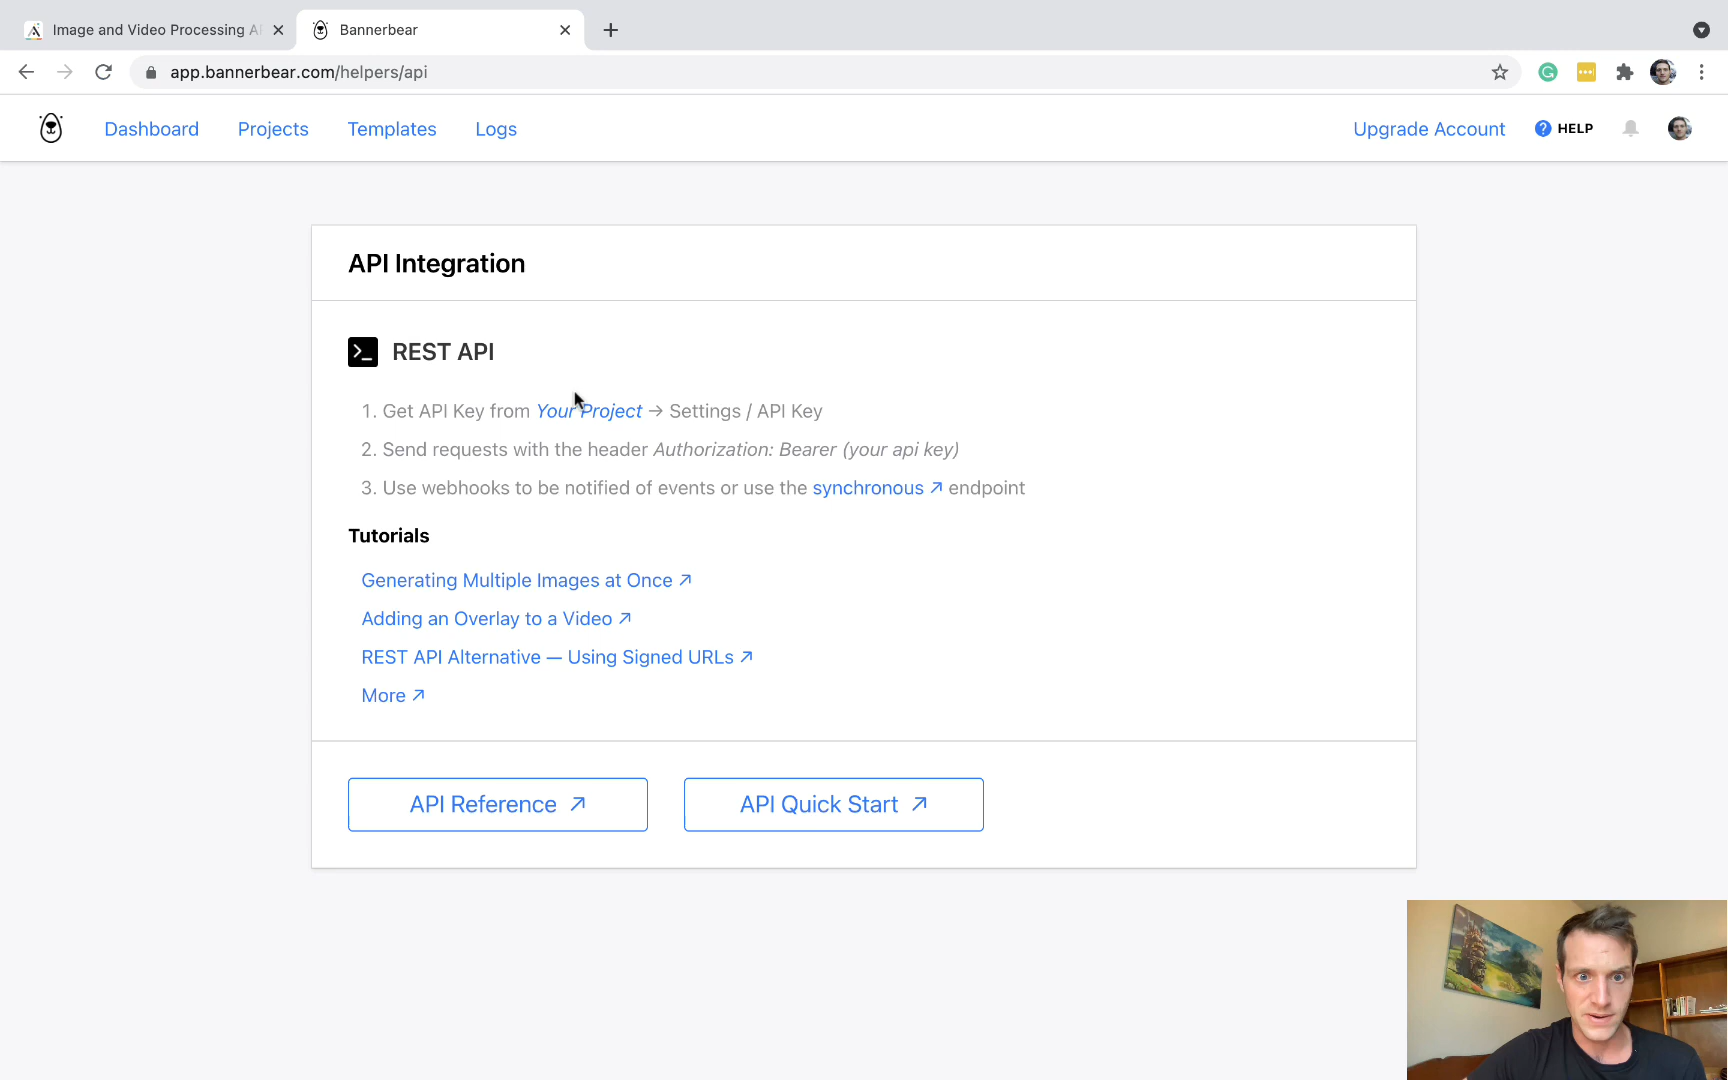 Image and Video Processing A
Bannerbear
app.bannerbear.com/helpers/api
Dashboard
Projects
Templates
Logs
Upgrade Account
HELP
API Integration
REST API
1. Get API Key from Your Project → Settings / API Key
2. Send requests with the header Authorization: Bearer (your api key)
3. Use webhooks to be notified of events or use the synchronous ↗ endpoint
Tutorials
Generating Multiple Images at Once ↗
Adding an Overlay to a Video ↗
REST API Alternative — Using Signed URLs ↗
More ↗
API Reference ↗
API Quick Start ↗